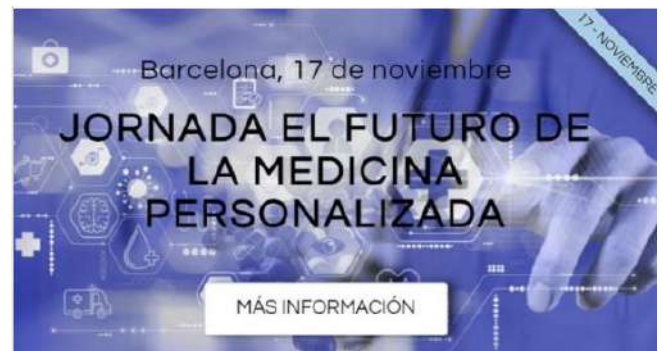 17 - NOVIEMBRE
Barcelona, 17 de noviembre
JORNADA EL FUTURO DE
LA MEDICINA
PERSONALIZADA
MÁS INFORMACIÓN